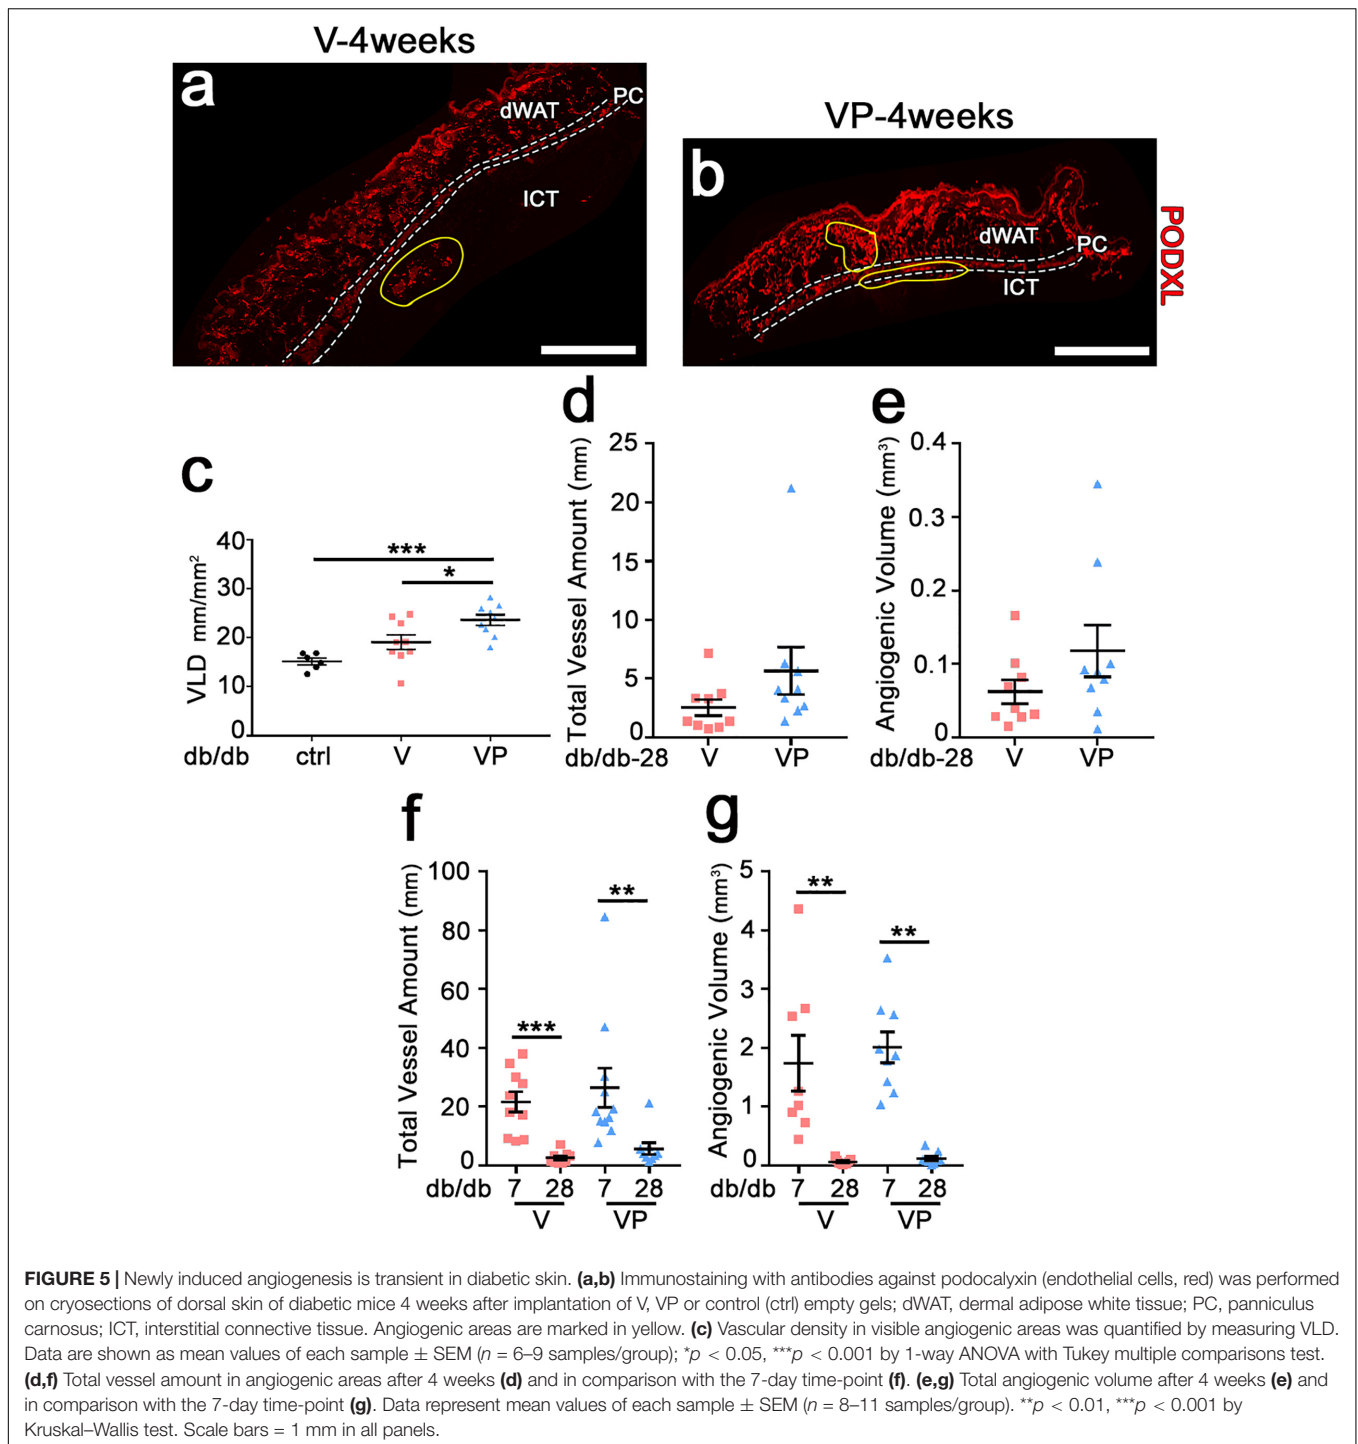 V-4weeks
a
dWAT
PC
ICT
VP-4weeks
b
dWAT
PC
ICT
PODXL
c
VLD mm/mm²
40
30
20
10
0
***
*
db/db ctrl V VP
d
Total Vessel Amount (mm)
25
20
15
10
5
0
db/db-28 V VP
e
Angiogenic Volume (mm³)
0.4
0.3
0.2
0.1
0
db/db-28 V VP
f
Total Vessel Amount (mm)
100
80
60
40
20
0
***
**
db/db 7 28 7 28
V VP
g
Angiogenic Volume (mm³)
5
4
3
2
1
0
**
**
db/db 7 28 7 28
V VP
FIGURE 5 | Newly induced angiogenesis is transient in diabetic skin. (a,b) Immunostaining with antibodies against podocalyxin (endothelial cells, red) was performed
on cryosections of dorsal skin of diabetic mice 4 weeks after implantation of V, VP or control (ctrl) empty gels; dWAT, dermal adipose white tissue; PC, panniculus
carnosus; ICT, interstitial connective tissue. Angiogenic areas are marked in yellow. (c) Vascular density in visible angiogenic areas was quantified by measuring VLD.
Data are shown as mean values of each sample ± SEM (n = 6–9 samples/group); *p < 0.05, ***p < 0.001 by 1-way ANOVA with Tukey multiple comparisons test.
(d,f) Total vessel amount in angiogenic areas after 4 weeks (d) and in comparison with the 7-day time-point (f). (e,g) Total angiogenic volume after 4 weeks (e) and
in comparison with the 7-day time-point (g). Data represent mean values of each sample ± SEM (n = 8–11 samples/group). **p < 0.01, ***p < 0.001 by
Kruskal–Wallis test. Scale bars = 1 mm in all panels.